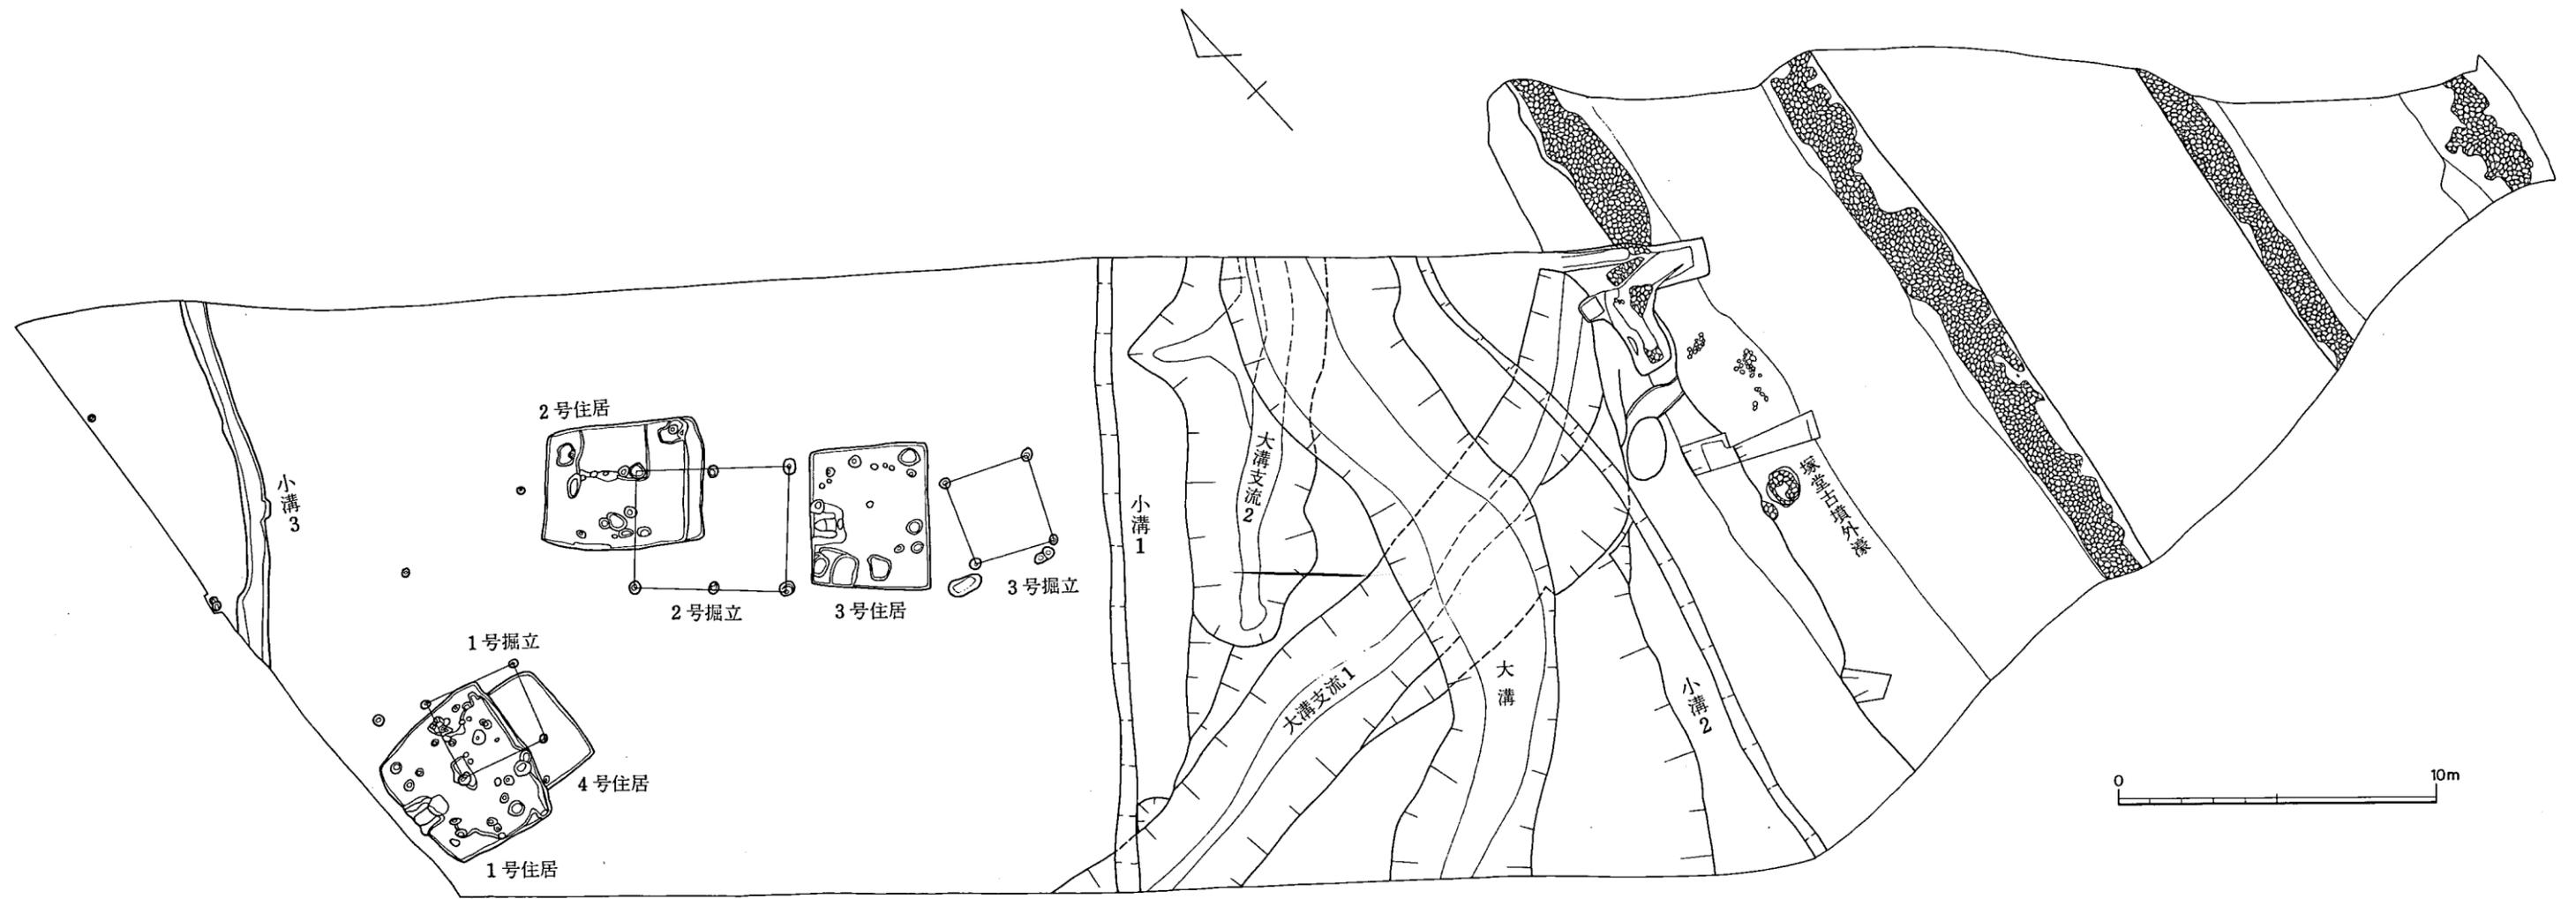 2号住居
小溝3
2号掘立
3号住居
3号掘立
1号掘立
4号住居
1号住居
小溝1
大溝支流2
大溝支流1
大溝
小溝2
塚堂古墳外濠
0 10m